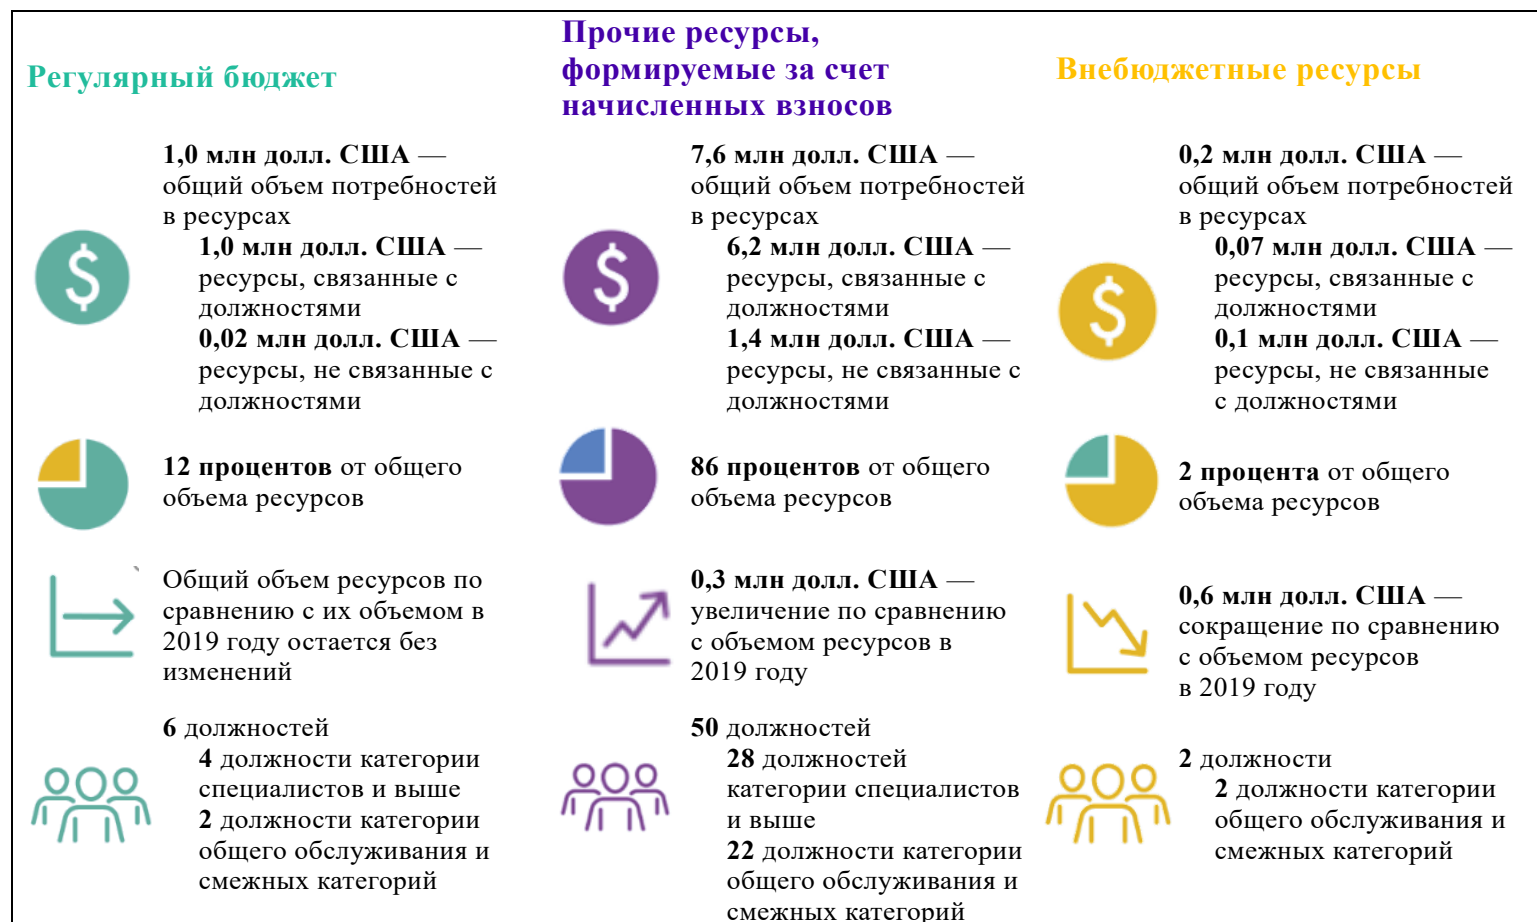 Регулярный бюджет
1,0 млн долл. США —
общий объем потребностей
в ресурсах
1,0 млн долл. США —
ресурсы, связанные с
должностями
0,02 млн долл. США —
ресурсы, не связанные с
должностями
12 процентов от общего
объема ресурсов
Общий объем ресурсов по
сравнению с их объемом в
2019 году остается без
изменений
6 должностей
4 должности категории
специалистов и выше
2 должности категории
общего обслуживания и
смежных категорий
Прочие ресурсы,
формируемые за счет
начисленных взносов
7,6 млн долл. США —
общий объем потребностей
в ресурсах
6,2 млн долл. США —
ресурсы, связанные с
должностями
1,4 млн долл. США —
ресурсы, не связанные с
должностями
86 процентов от общего
объема ресурсов
0,3 млн долл. США —
увеличение по сравнению
с объемом ресурсов в
2019 году
50 должностей
28 должностей
категории специалистов
и выше
22 должности категории
общего обслуживания и
смежных категорий
Внебюджетные ресурсы
0,2 млн долл. США —
общий объем потребностей
в ресурсах
0,07 млн долл. США —
ресурсы, связанные с
должностями
0,1 млн долл. США —
ресурсы, не связанные
с должностями
2 процента от общего
объема ресурсов
0,6 млн долл. США —
сокращение по сравнению
с объемом ресурсов
в 2019 году
2 должности
2 должности категории
общего обслуживания и
смежных категорий